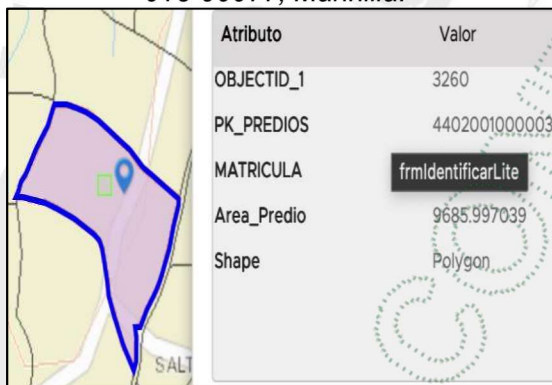 Atributo Valor
OBJECTID_1 3260
PK_PREDIOS 4402001000003
MATRICULA frmIdentificarLite
Area_Predio 9685.997039
Shape Polygon
SALT